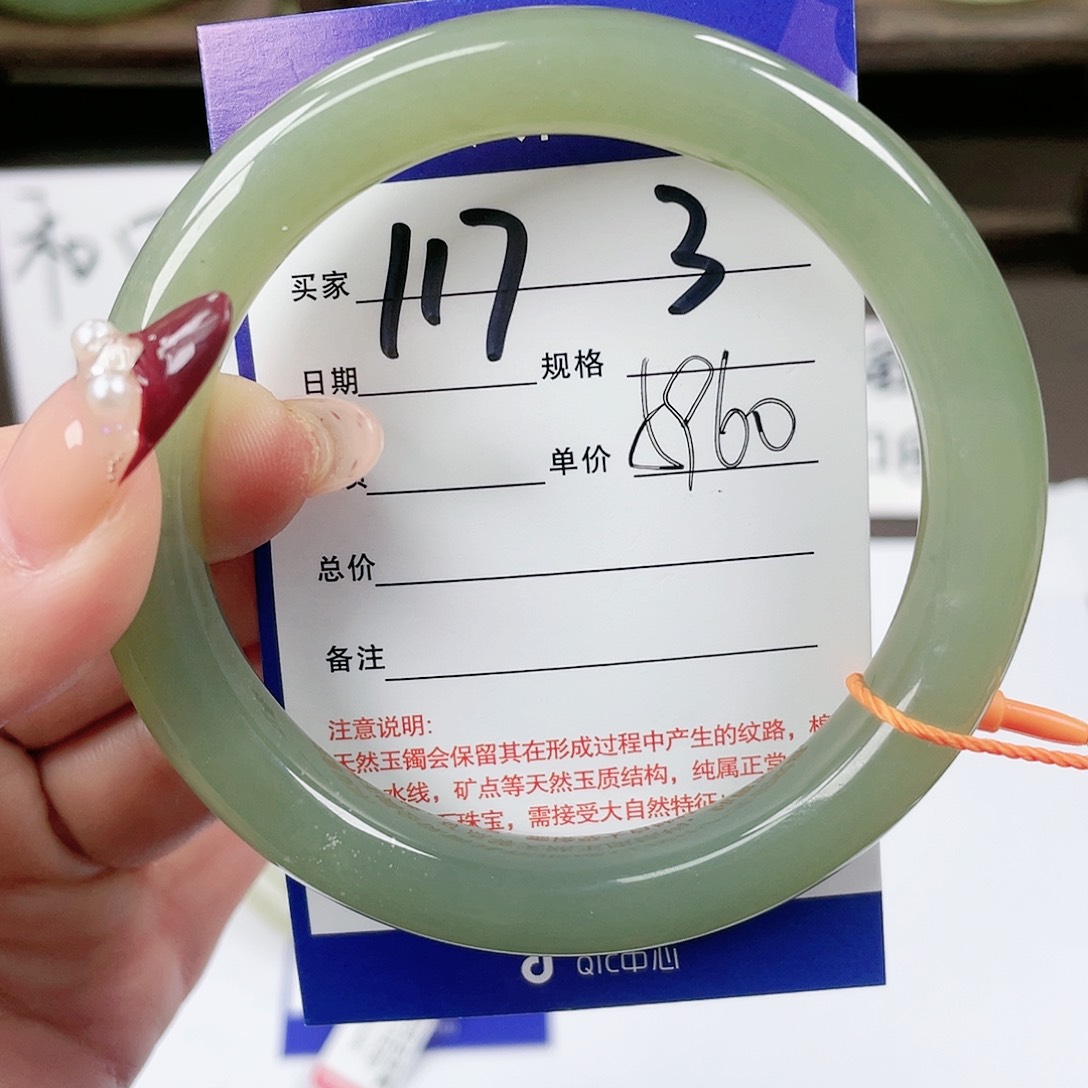 买家 117 3
日期 规格
单价
总价
备注
注意说明:
天然玉镯会保留其在形成过程中产生的纹路，棉
水线，矿点等天然玉质结构，纯属正常
珠宝，需接受大自然特征
QIC中心